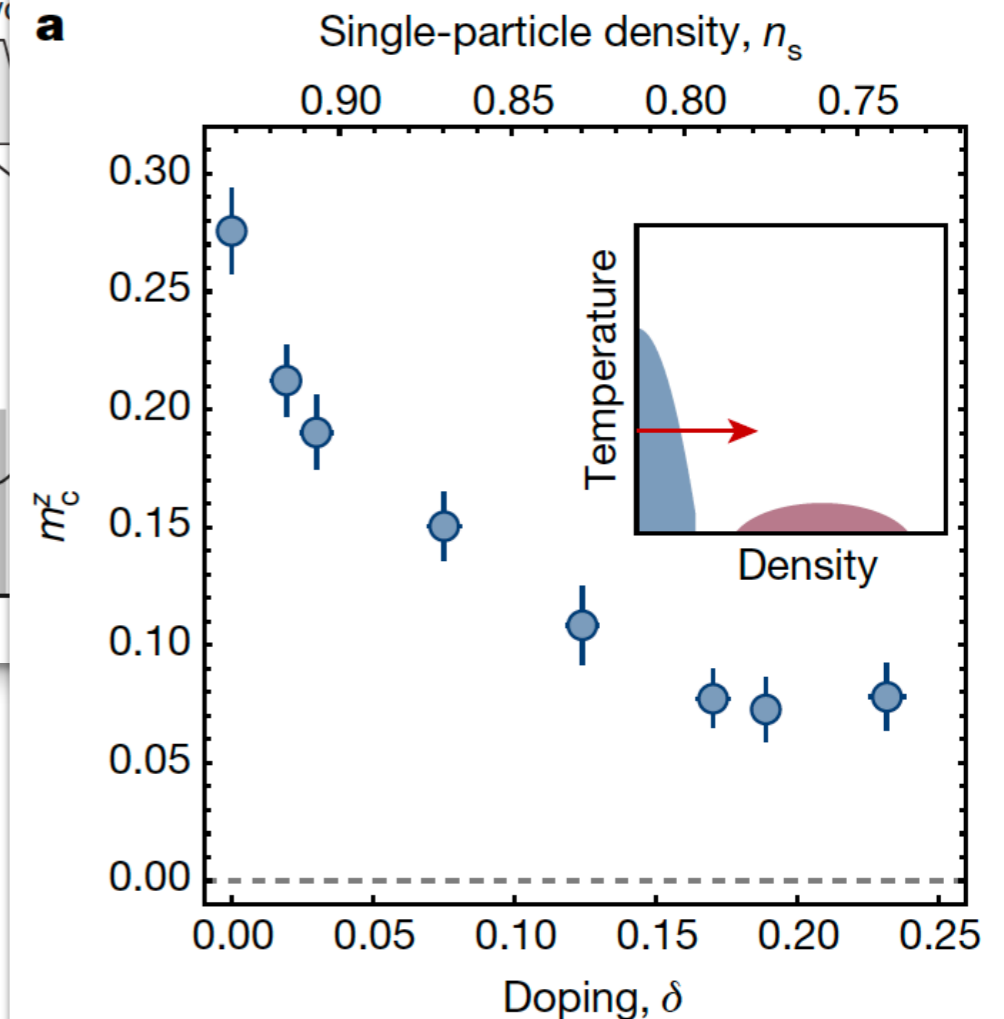 a
Single-particle density, nₛ
0.90 0.85 0.80 0.75
0.30
0.25
0.20
0.15
0.10
0.05
0.00
mᶻ_c
Temperature
Density
0.00 0.05 0.10 0.15 0.20 0.25
Doping, δ